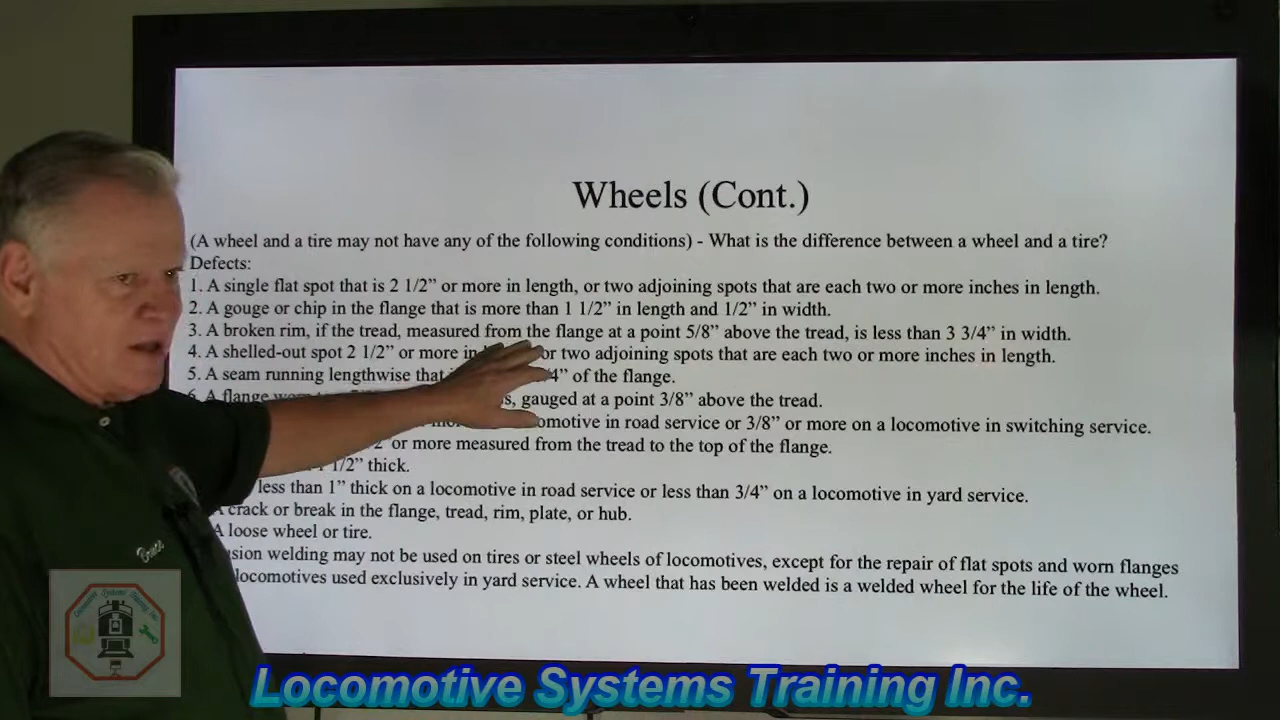 Wheels (Cont.)
(A wheel and a tire may not have any of the following conditions) - What is the difference between a wheel and a tire?
Defects:
1. A single flat spot that is 2 1/2” or more in length, or two adjoining spots that are each two or more inches in length.
2. A gouge or chip in the flange that is more than 1 1/2” in length and 1/2” in width.
3. A broken rim, if the tread, measured from the flange at a point 5/8” above the tread, is less than 3 3/4” in width.
4. A shelled-out spot 2 1/2” or more in or two adjoining spots that are each two or more inches in length.
5. A seam running lengthwise that of the flange.
6. A flange gauged at a point 3/8” above the tread.
in road service or 3/8” or more on a locomotive in switching service.
or more measured from the tread to the top of the flange.
1/2” thick.
less than 1” thick on a locomotive in road service or less than 3/4” on a locomotive in yard service.
crack or break in the flange, tread, rim, plate, or hub.
A loose wheel or tire.
welding may not be used on tires or steel wheels of locomotives, except for the repair of flat spots and worn flanges
locomotives used exclusively in yard service. A wheel that has been welded is a welded wheel for the life of the wheel.
Bruce
Locomotive Systems Training Inc.
Locomotive Systems Training Inc.